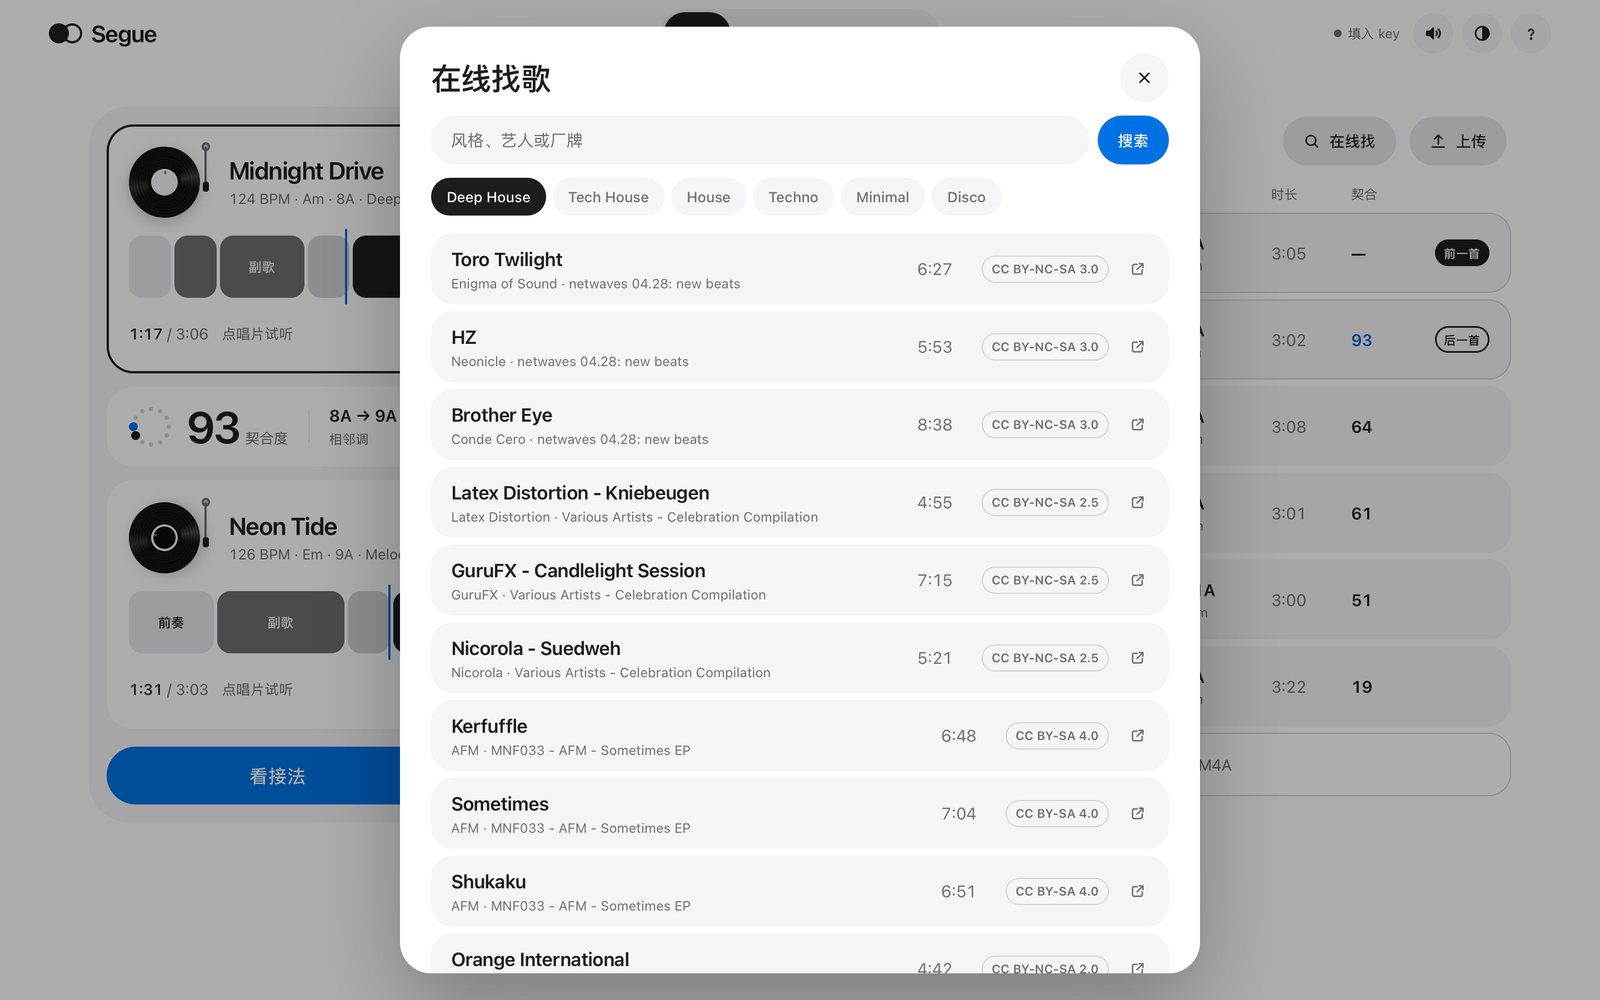 Segue
填入 key
?
在线找歌
风格、艺人或厂牌
搜索
Deep House
Tech House
House
Techno
Minimal
Disco
Toro Twilight
Enigma of Sound · netwaves 04.28: new beats
6:27
CC BY-NC-SA 3.0
HZ
Neonicle · netwaves 04.28: new beats
5:53
CC BY-NC-SA 3.0
Brother Eye
Conde Cero · netwaves 04.28: new beats
8:38
CC BY-NC-SA 3.0
Latex Distortion - Kniebeugen
Latex Distortion · Various Artists - Celebration Compilation
4:55
CC BY-NC-SA 2.5
GuruFX - Candlelight Session
GuruFX · Various Artists - Celebration Compilation
7:15
CC BY-NC-SA 2.5
Nicorola - Suedweh
Nicorola · Various Artists - Celebration Compilation
5:21
CC BY-NC-SA 2.5
Kerfuffle
AFM · MNF033 - AFM - Sometimes EP
6:48
CC BY-SA 4.0
Sometimes
AFM · MNF033 - AFM - Sometimes EP
7:04
CC BY-SA 4.0
Shukaku
AFM · MNF033 - AFM - Sometimes EP
6:51
CC BY-SA 4.0
Orange International
4:42
CC BY-NC-SA 2.0
Midnight Drive
124 BPM · Am · 8A · Deep
副歌
1:17 / 3:06 点唱片试听
93 契合度
8A → 9A
相邻调
Neon Tide
126 BPM · Em · 9A · Melo
前奏
副歌
1:31 / 3:03 点唱片试听
看接法
在线找
上传
时长
契合
3:05
—
前一首
3:02
93
后一首
3:08
64
3:01
61
3:00
51
3:22
19
M4A